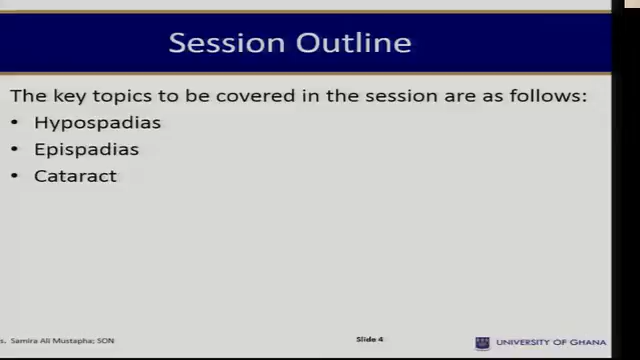 Session Outline
The key topics to be covered in the session are as follows:
• Hypospadias
• Epispadias
• Cataract
s. Samira Ali Mustapha; SON
Slide 4
UNIVERSITY OF GHANA